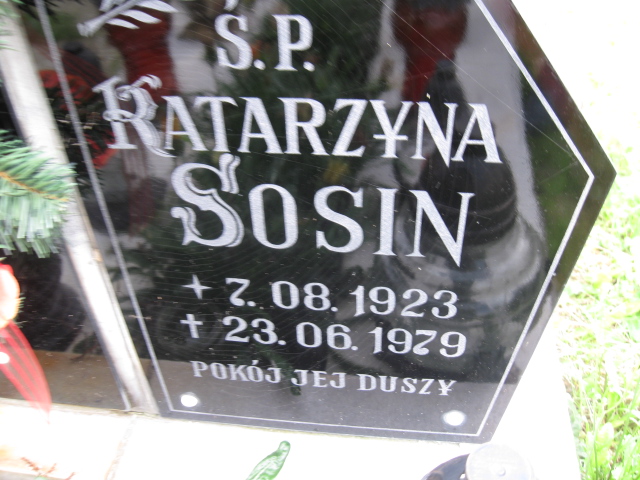 Ś.P.
KATARZYNA
SOSIN
+ 7. 08. 1923
† 23. 06. 1979
POKÓJ JEJ DUSZY